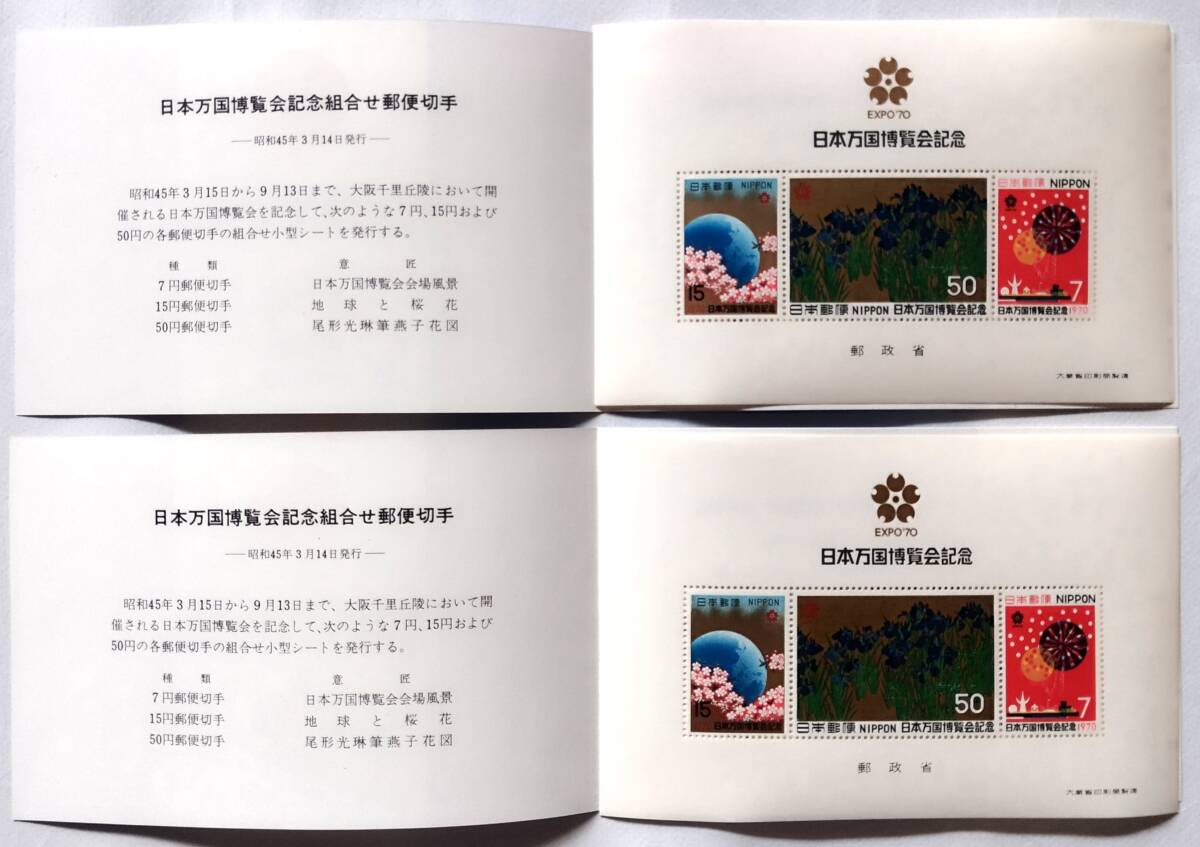 日本万国博覧会記念組合せ郵便切手
――昭和45年3月14日発行――
昭和45年3月15日から9月13日まで、大阪千里丘陵において開
催される日本万国博覧会を記念して、次のような7円、15円および
50円の各郵便切手の組合せ小型シートを発行する。
種類 意匠
7円郵便切手 日本万国博覧会会場風景
15円郵便切手 地球と桜花
50円郵便切手 尾形光琳筆燕子花図
EXPO'70
日本万国博覧会記念
日本郵便 NIPPON
15
日本万国博覧会記念
50
日本郵便 NIPPON 日本万国博覧会記念
日本郵便 NIPPON
7
日本万国博覧会記念 1970
郵政省
大蔵省印刷局製造
日本万国博覧会記念組合せ郵便切手
――昭和45年3月14日発行――
昭和45年3月15日から9月13日まで、大阪千里丘陵において開
催される日本万国博覧会を記念して、次のような7円、15円および
50円の各郵便切手の組合せ小型シートを発行する。
種類 意匠
7円郵便切手 日本万国博覧会会場風景
15円郵便切手 地球と桜花
50円郵便切手 尾形光琳筆燕子花図
EXPO'70
日本万国博覧会記念
日本郵便 NIPPON
15
日本万国博覧会記念
50
日本郵便 NIPPON 日本万国博覧会記念
日本郵便 NIPPON
7
日本万国博覧会記念 1970
郵政省
大蔵省印刷局製造